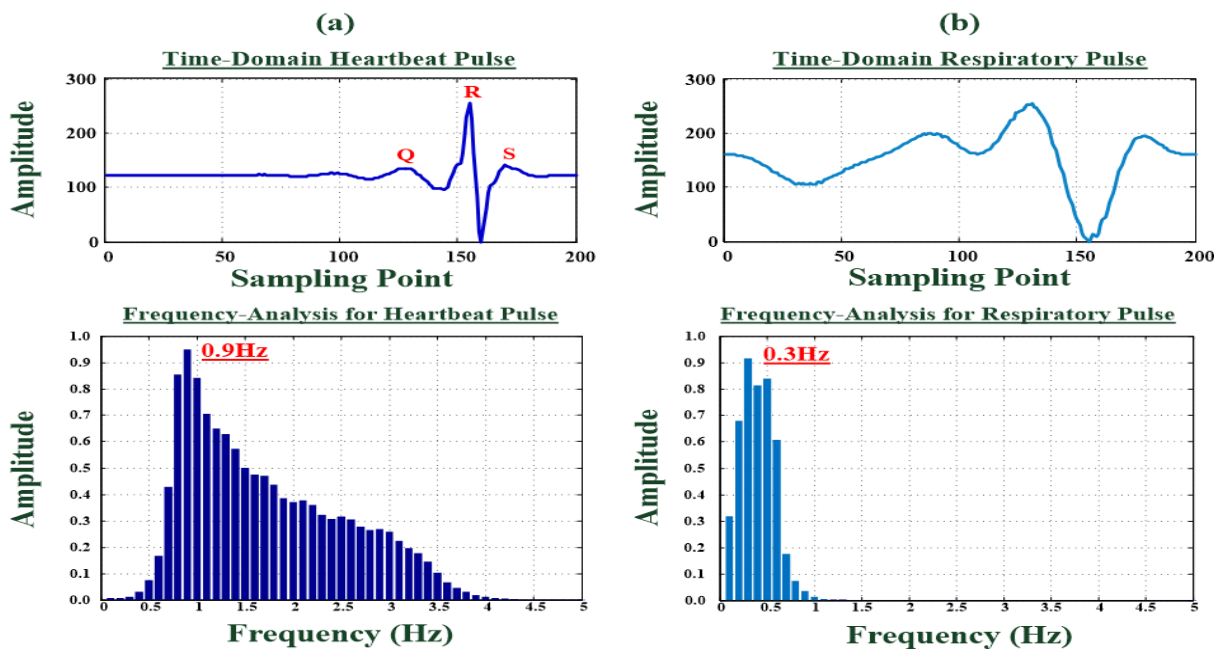 (a)
Time-Domain Heartbeat Pulse
300
200
100
0
Amplitude
Q
R
S
0 50 100 150 200
Sampling Point
Frequency-Analysis for Heartbeat Pulse
1.0
0.9
0.8
0.7
0.6
0.5
0.4
0.3
0.2
0.1
0.0
Amplitude
0.9Hz
0 0.5 1 1.5 2 2.5 3 3.5 4 4.5 5
Frequency (Hz)
(b)
Time-Domain Respiratory Pulse
300
200
100
0
Amplitude
0 50 100 150 200
Sampling Point
Frequency-Analysis for Respiratory Pulse
1.0
0.9
0.8
0.7
0.6
0.5
0.4
0.3
0.2
0.1
0.0
Amplitude
0.3Hz
0 0.5 1 1.5 2 2.5 3 3.5 4 4.5 5
Frequency (Hz)